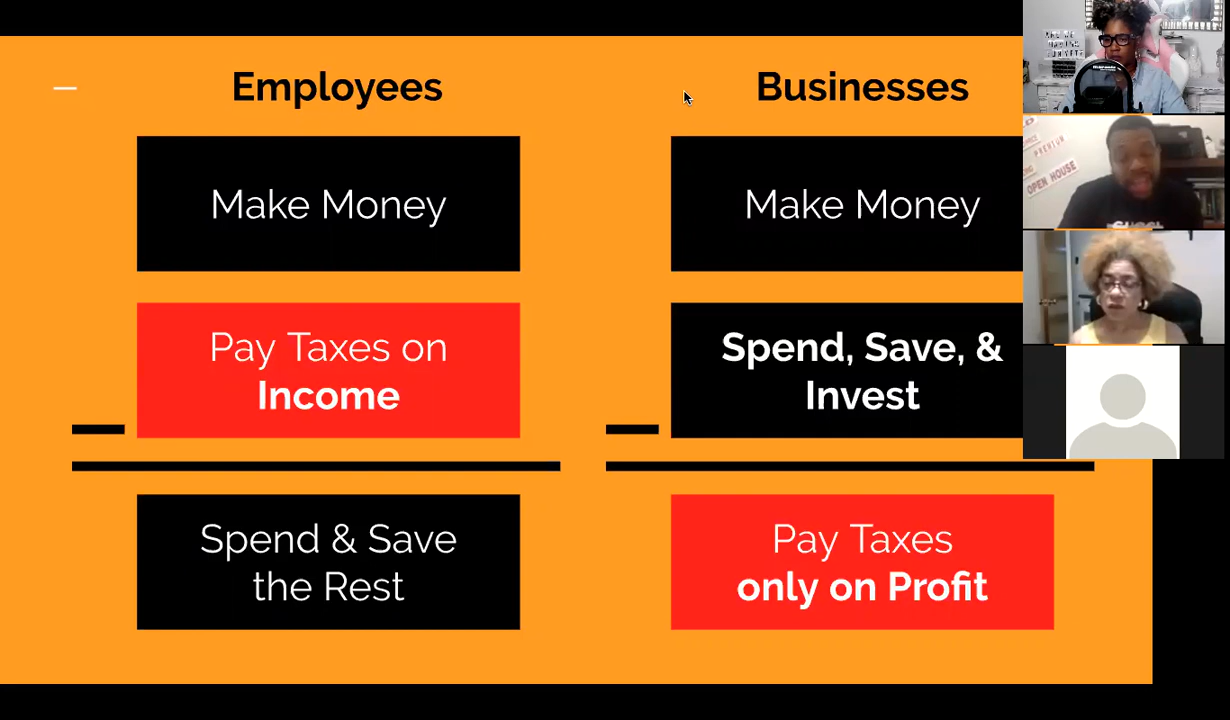 Employees
Make Money
Pay Taxes on
Income
Spend & Save
the Rest
Businesses
Make Money
Spend, Save, &
Invest
Pay Taxes
only on Profit
PREMIUM
OPEN HOUSE